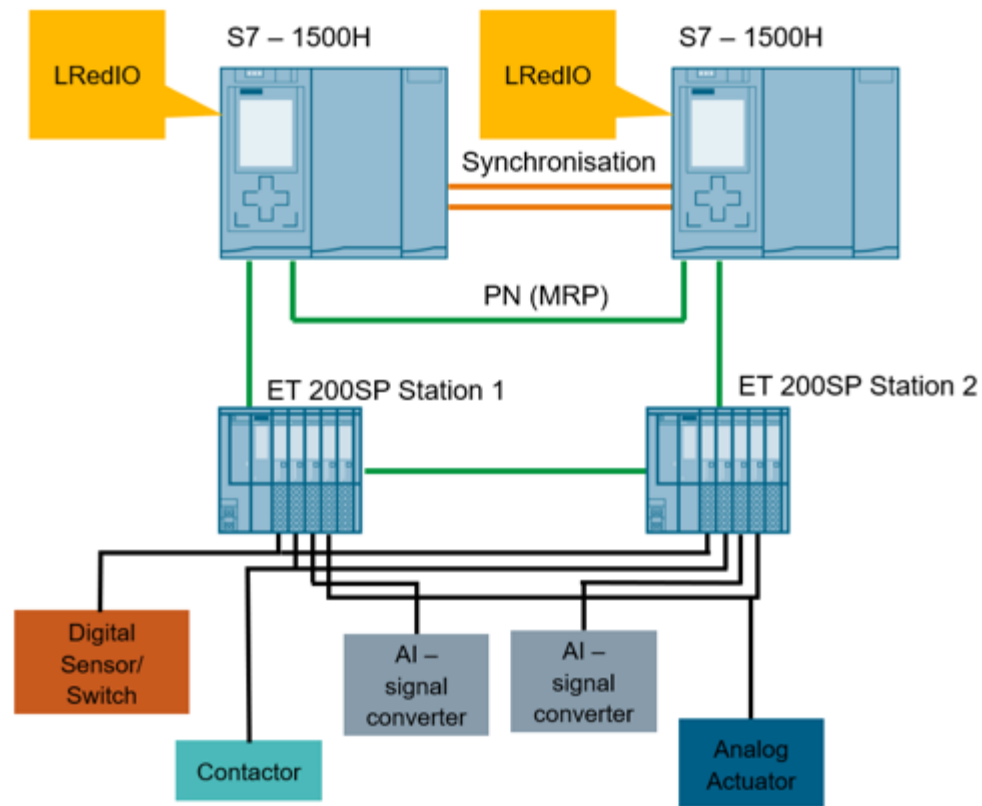 S7 – 1500H
S7 – 1500H
LRedIO
LRedIO
Synchronisation
PN (MRP)
ET 200SP Station 1
ET 200SP Station 2
Digital
Sensor/
Switch
AI –
signal
converter
AI –
signal
converter
Contactor
Analog
Actuator